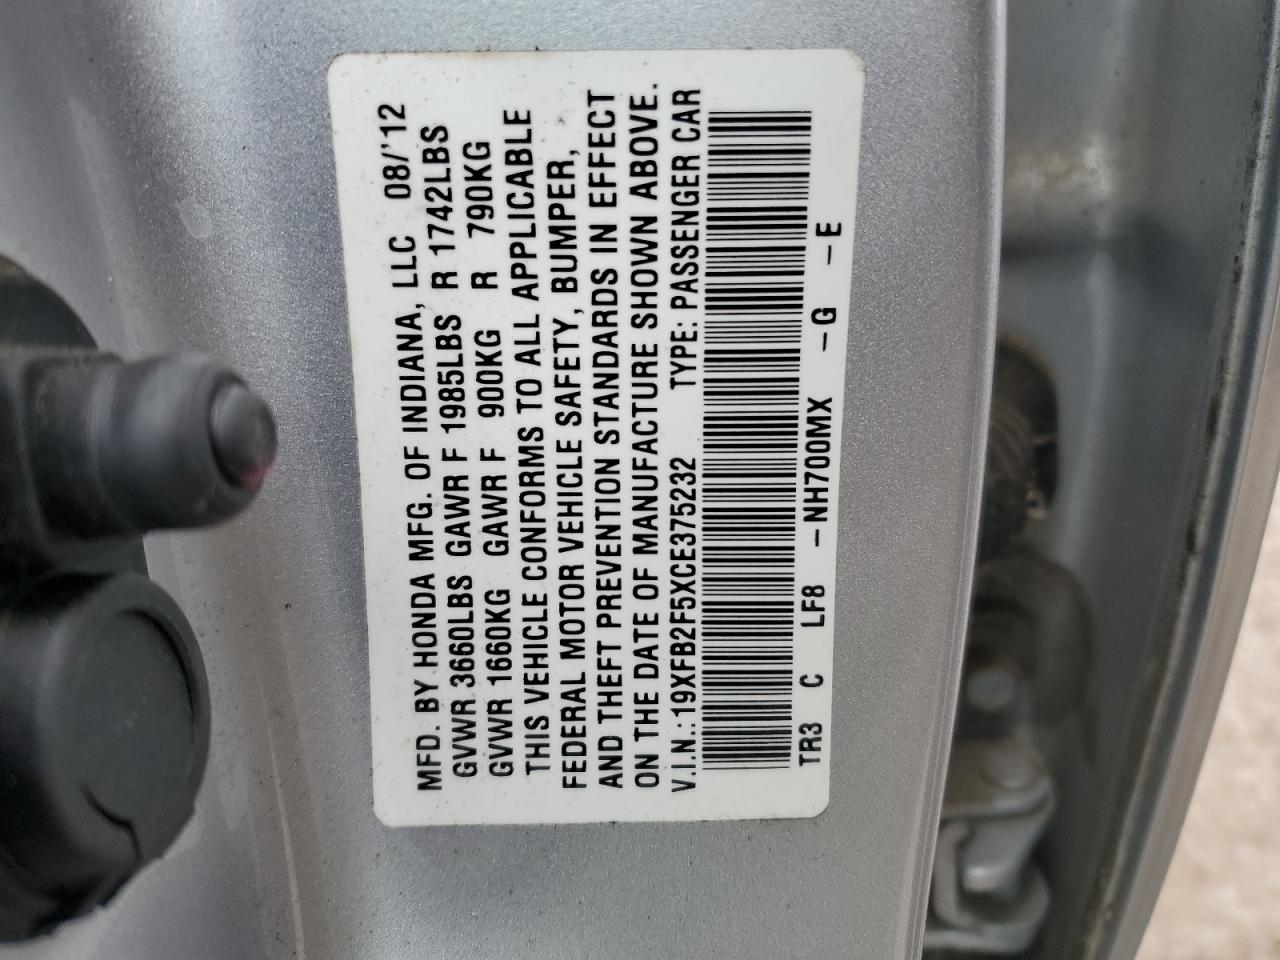 MFD. BY HONDA MFG. OF INDIANA, LLC 08/'12
GVWR 3660LBS GAWR F 1985LBS R 1742LBS
GVWR 1660KG GAWR F 900KG R 790KG
THIS VEHICLE CONFORMS TO ALL APPLICABLE
FEDERAL MOTOR VEHICLE SAFETY, BUMPER,
AND THEFT PREVENTION STANDARDS IN EFFECT
ON THE DATE OF MANUFACTURE SHOWN ABOVE.
V.I.N.:19XFB2F5XCE375232 TYPE: PASSENGER CAR
TR3 C LF8 -NH700MX -G -E